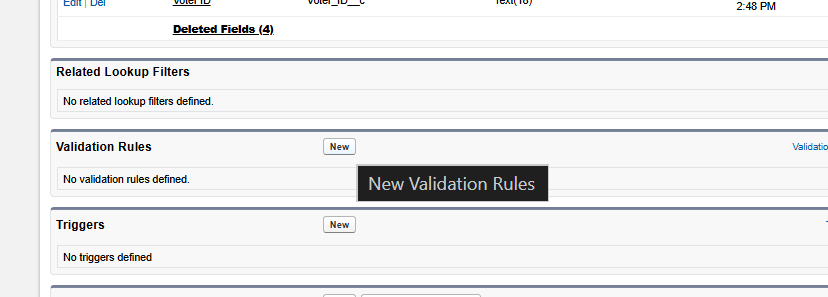 Edit | Del Voter ID Voter_ID__c Text(18)
2:48 PM
Deleted Fields (4)
Related Lookup Filters
No related lookup filters defined.
Validation Rules New Validatio
No validation rules defined.
New Validation Rules
Triggers New
No triggers defined